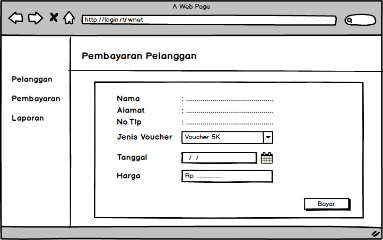 A Web Page
http://login.rtrwnet
Pembayaran Pelanggan
Pelanggan
Pembayaran
Laporan
Nama : ...............................
Alamat : ...............................
No.Tlp : ...............................
Jenis Voucher Voucher 5K
Tanggal / /
Harga Rp. ..............
Bayar